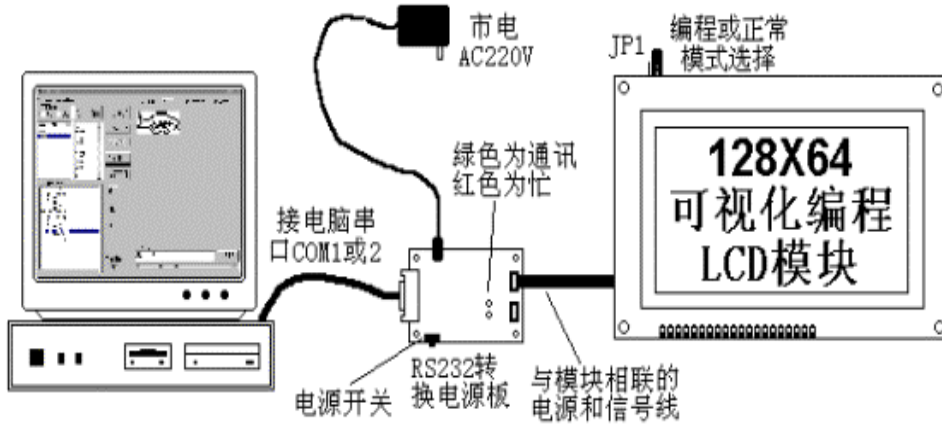 市电
AC220V
JP1
编程或正常
模式选择
绿色为通讯
红色为忙
接电脑串
口COM1或2
128X64
可视化编程
LCD模块
电源开关
RS232转
换电源板
与模块相联的
电源和信号线